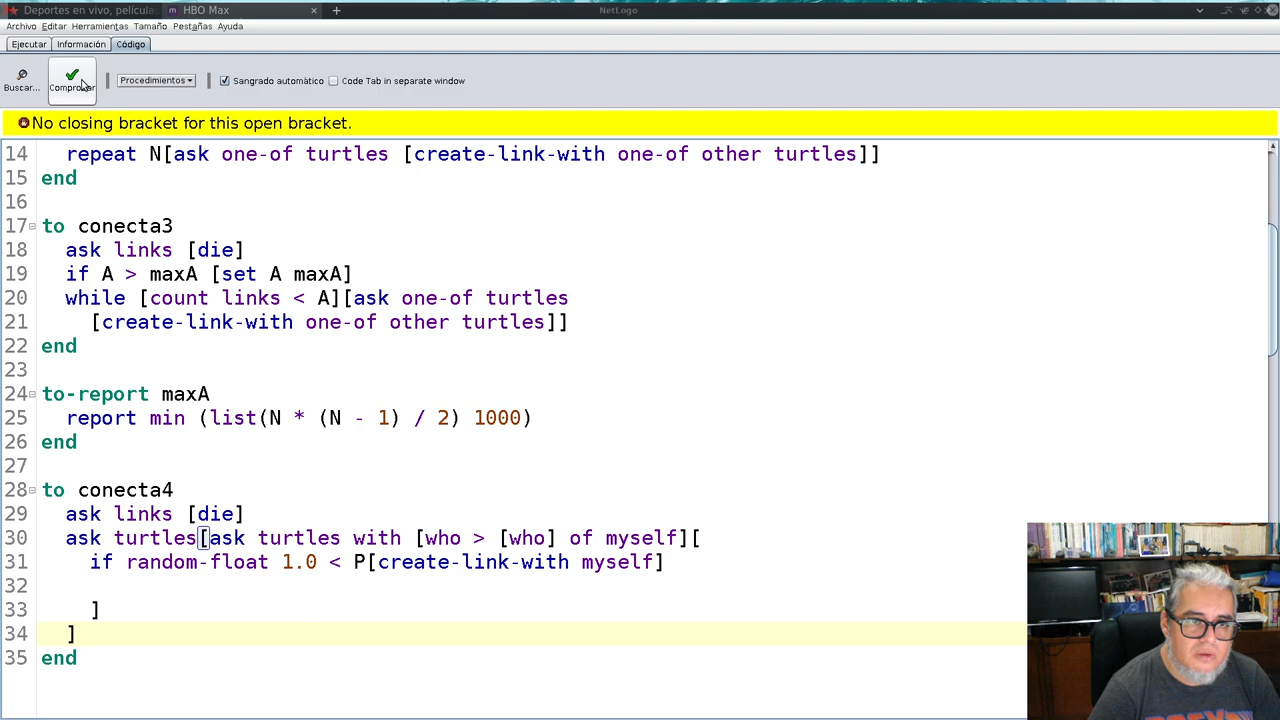 Deportes en vivo, película
HBO Max
NetLogo
Archivo Editar Herramientas Tamaño Pestañas Ayuda
Ejecutar Información Código
Buscar... Comprobar Procedimientos Sangrado automático Code Tab in separate window
No closing bracket for this open bracket.
14 repeat N[ask one-of turtles [create-link-with one-of other turtles]]
15 end
16
17 to conecta3
18 ask links [die]
19 if A > maxA [set A maxA]
20 while [count links < A][ask one-of turtles
21 [create-link-with one-of other turtles]]
22 end
23
24 to-report maxA
25 report min (list(N * (N - 1) / 2) 1000)
26 end
27
28 to conecta4
29 ask links [die]
30 ask turtles[ask turtles with [who > [who] of myself][
31 if random-float 1.0 < P[create-link-with myself]
32
33 ]
34 ]
35 end